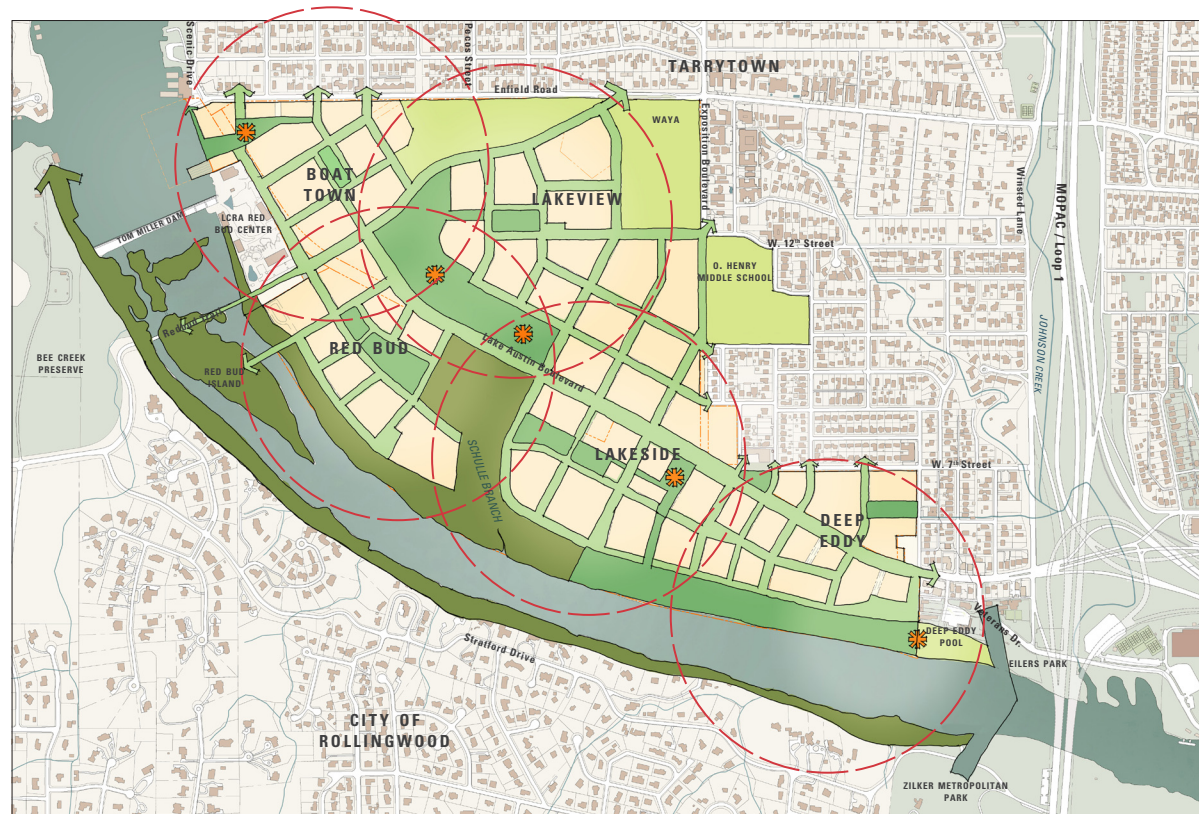 Scenic Drive
Pecos Street
TARRYTOWN
Enfield Road
WAYA
Exposition Boulevard
Winsted Lane
MOPAC / Loop 1
BOAT
TOWN
LAKEVIEW
LCRA RED
BUD CENTER
TOM MILLER DAM
W. 12th Street
O. HENRY
MIDDLE SCHOOL
Redbud Trail
JOHNSON CREEK
BEE CREEK
PRESERVE
RED BUD
ISLAND
RED BUD
Lake Austin Boulevard
SCHULLE BRANCH
LAKESIDE
W. 7th Street
DEEP
EDDY
Veterans Dr.
DEEP EDDY
POOL
EILERS PARK
Stratford Drive
CITY OF
ROLLINGWOOD
ZILKER METROPOLITAN
PARK